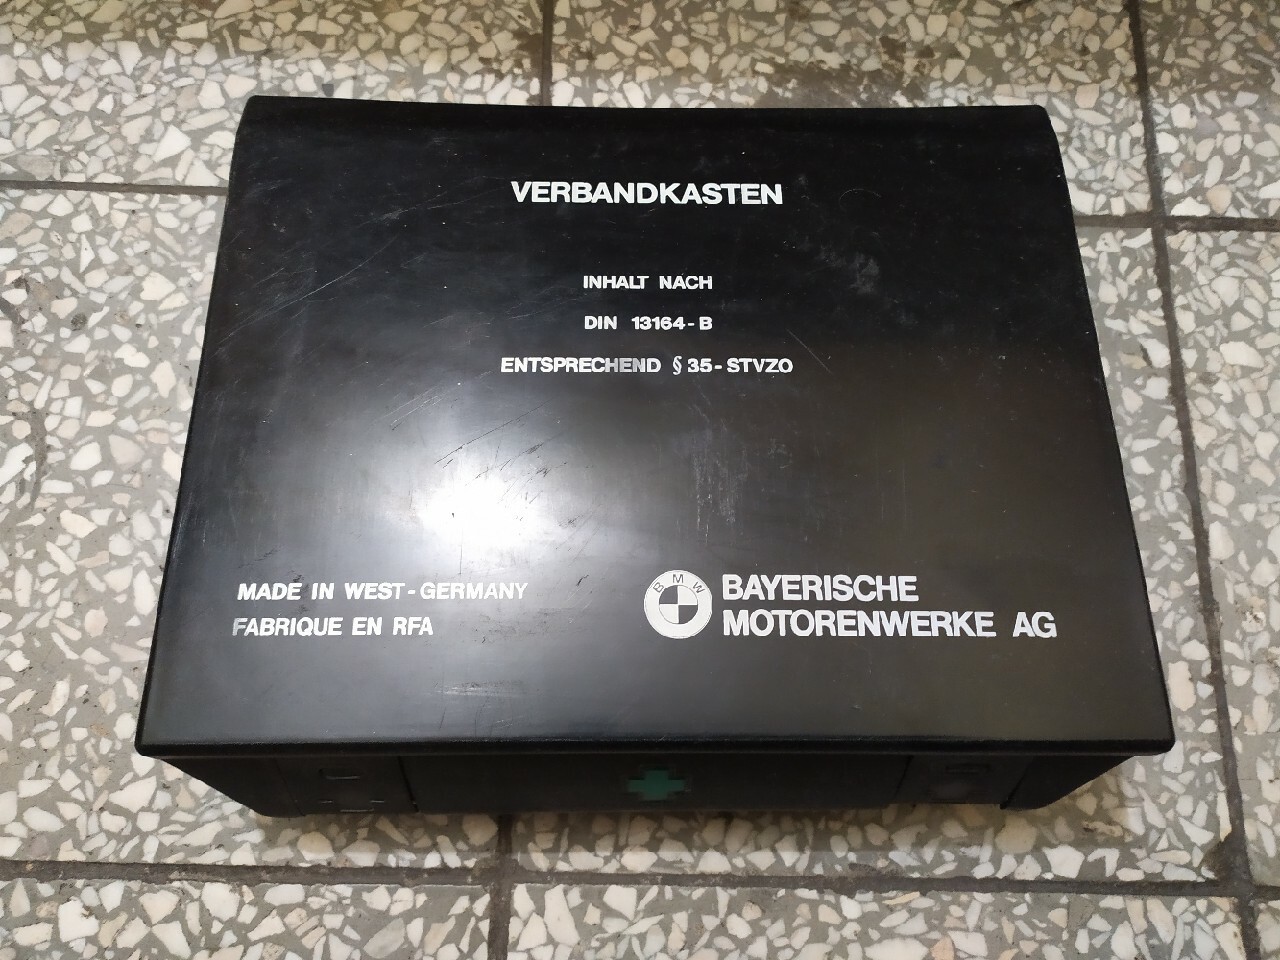 VERBANDKASTEN
INHALT NACH
DIN 13164-B
ENTSPRECHEND § 35-STVZO
MADE IN WEST-GERMANY
FABRIQUE EN RFA
BMW
BAYERISCHE
MOTORENWERKE AG